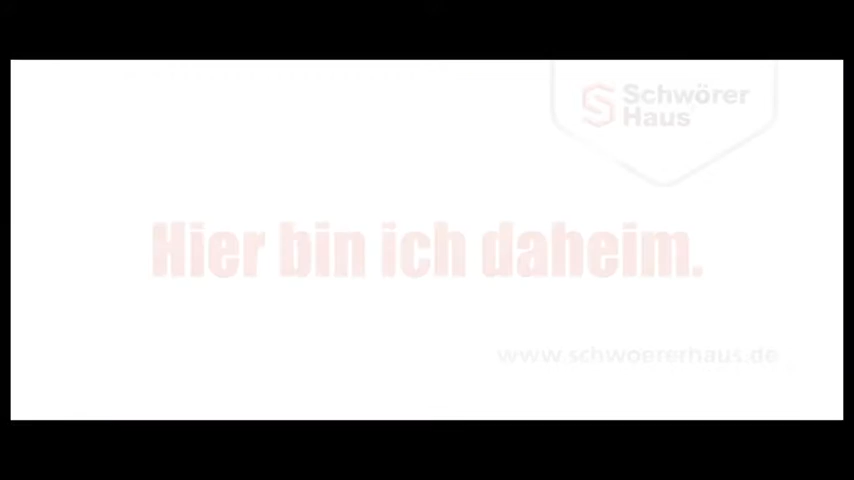 Schwörer
Haus
Hier bin ich daheim.
www.schwoererhaus.de